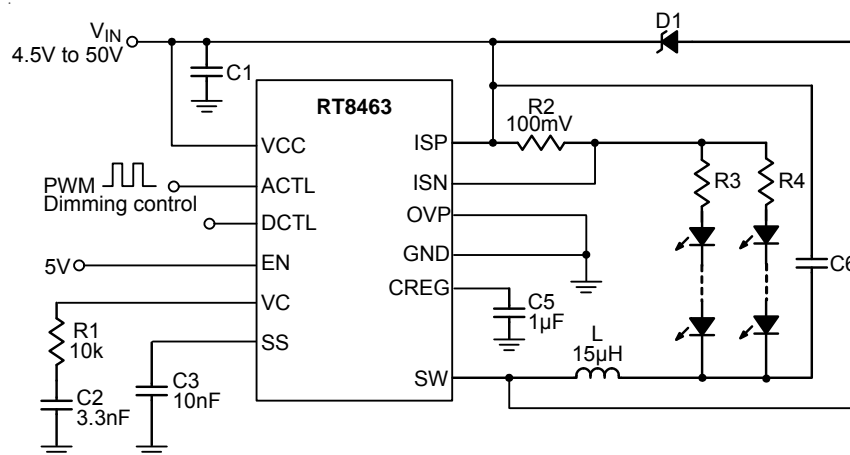 V_IN
4.5V to 50V
D1
C1
RT8463
R2
100mV
VCC
ISP
PWM
Dimming control
ACTL
ISN
R3
R4
DCTL
OVP
5V
EN
GND
C6
VC
CREG
C5
1µF
R1
10k
SS
L
15µH
C3
10nF
SW
C2
3.3nF